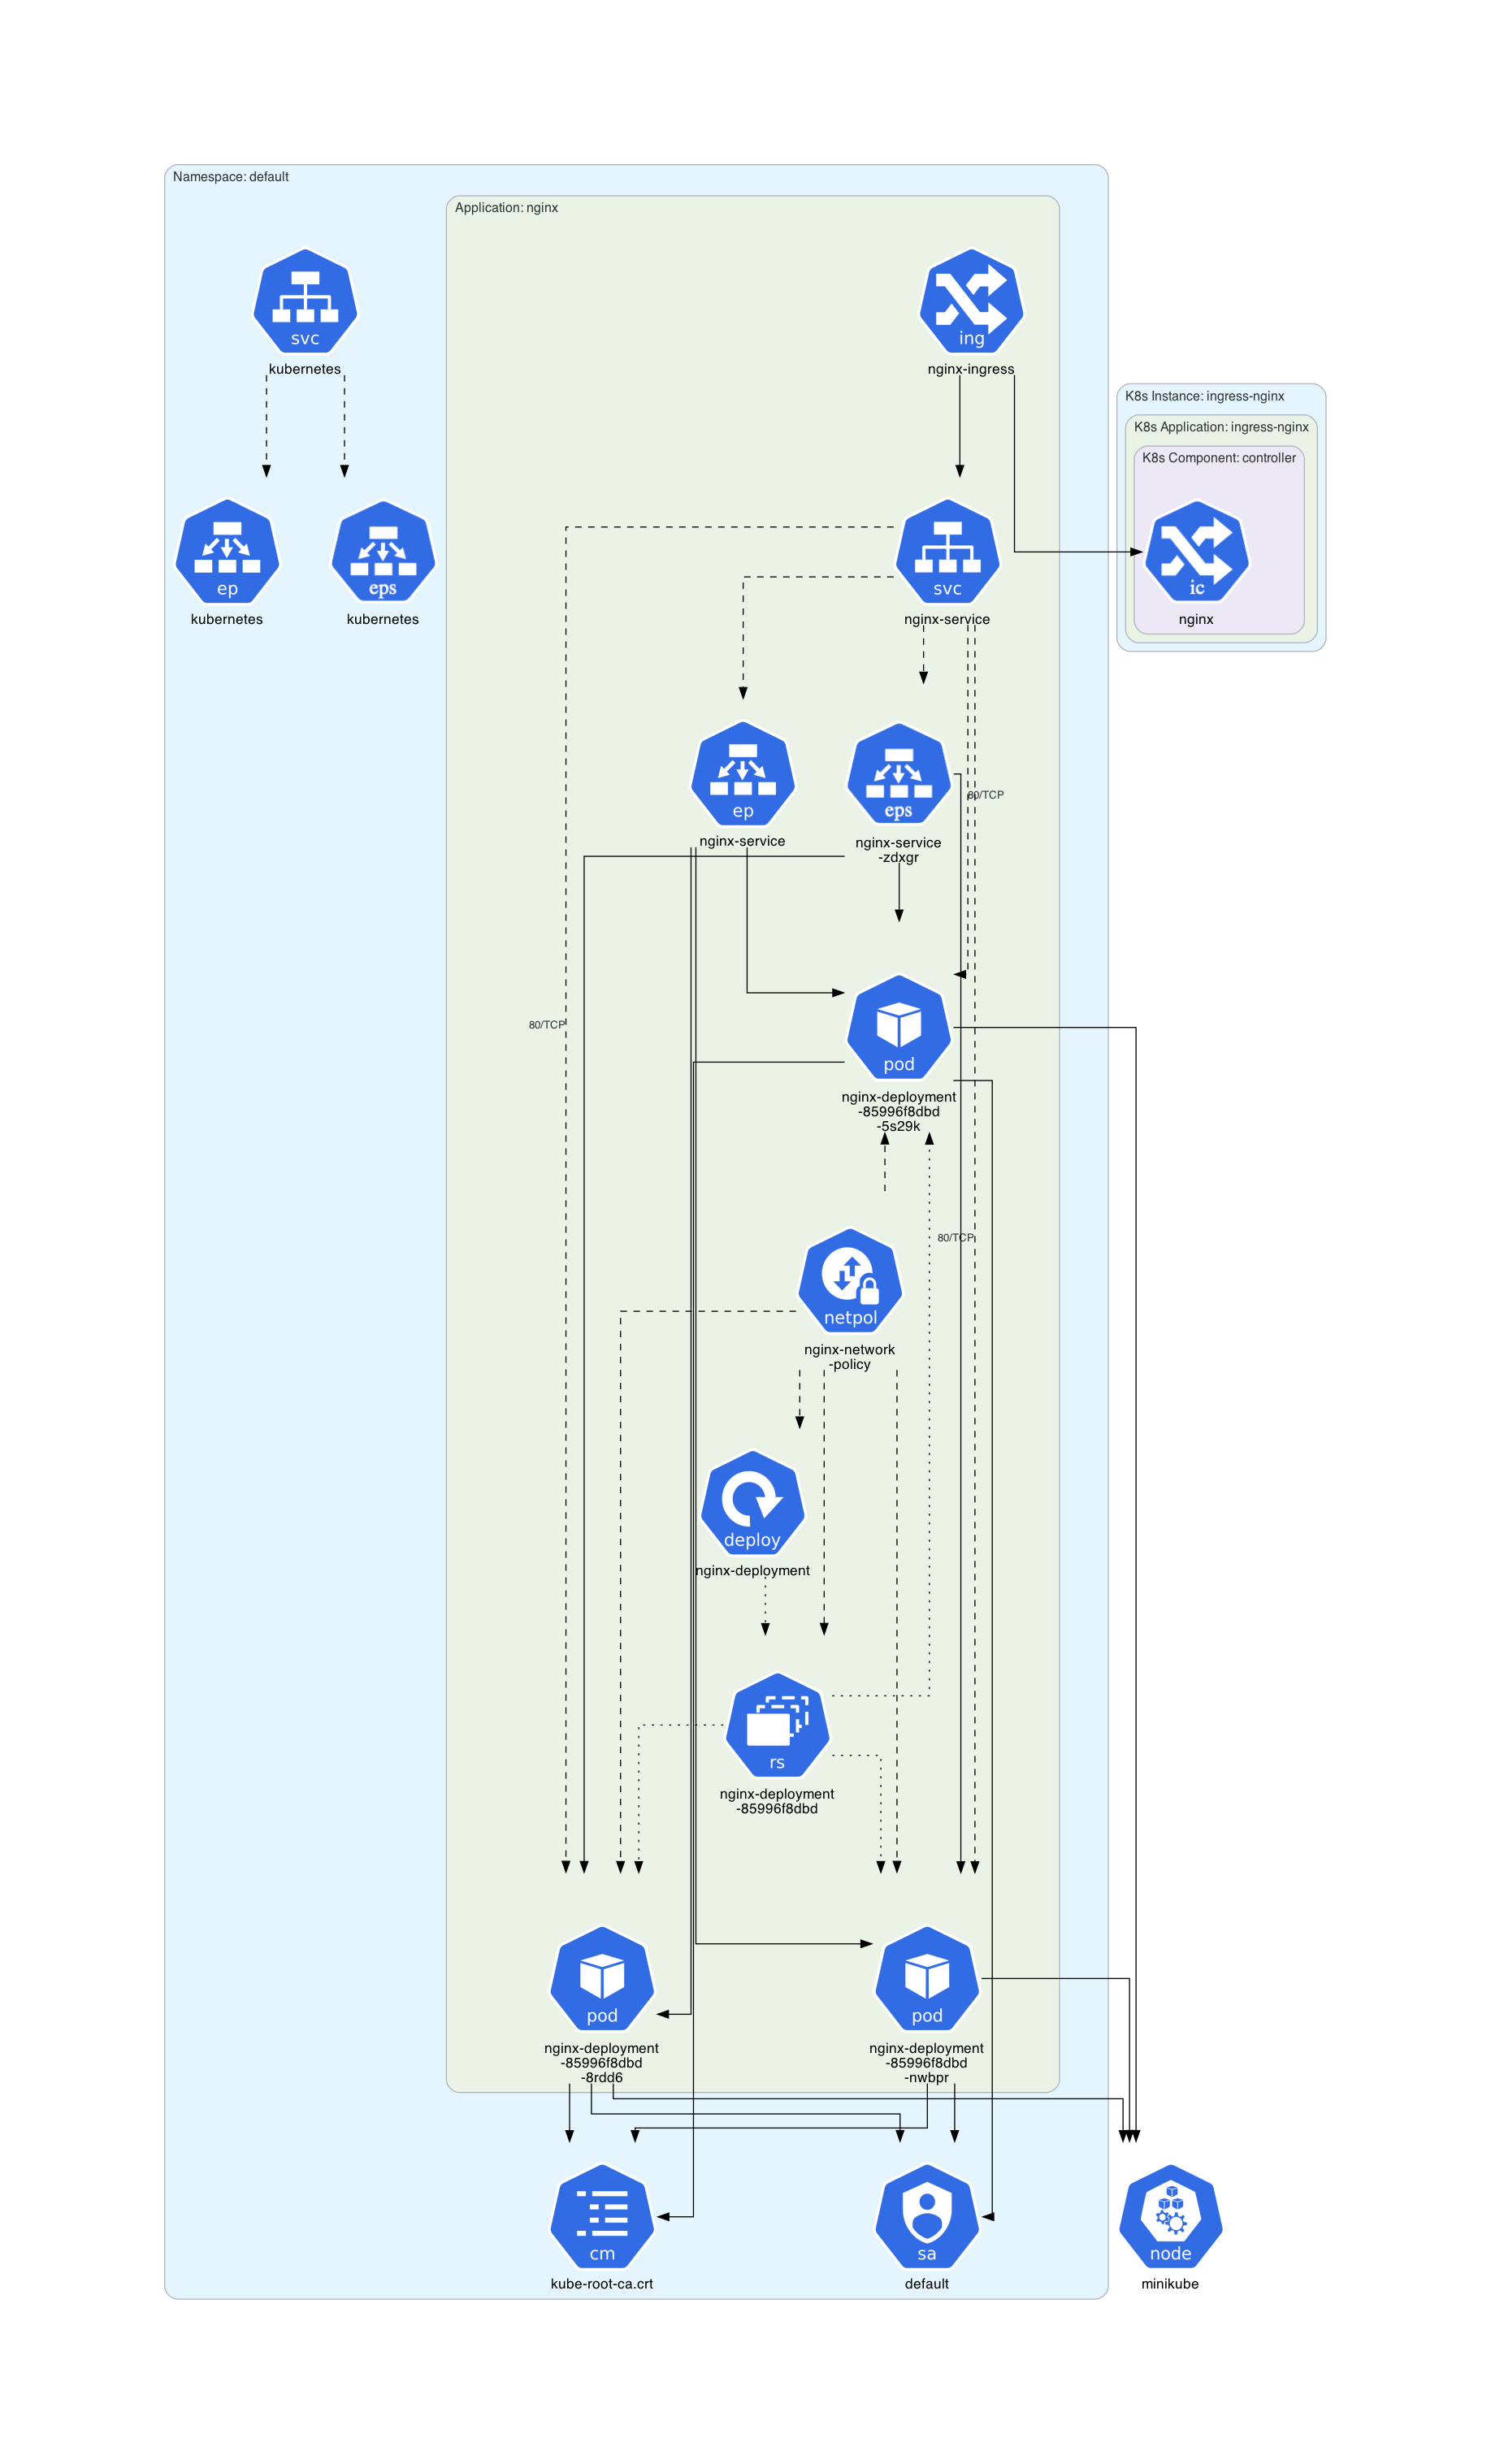 Namespace: default
Application: nginx
svc
kubernetes
ing
nginx-ingress
K8s Instance: ingress-nginx
K8s Application: ingress-nginx
K8s Component: controller
ep
kubernetes
eps
kubernetes
svc
nginx-service
ic
nginx
ep
nginx-service
eps
nginx-service
-zdxgr
80/TCP
80/TCP
pod
nginx-deployment
-85996f8dbd
-5s29k
80/TCP
netpol
nginx-network
-policy
deploy
nginx-deployment
rs
nginx-deployment
-85996f8dbd
pod
nginx-deployment
-85996f8dbd
-8rdd6
pod
nginx-deployment
-85996f8dbd
-nwbpr
cm
kube-root-ca.crt
sa
default
node
minikube